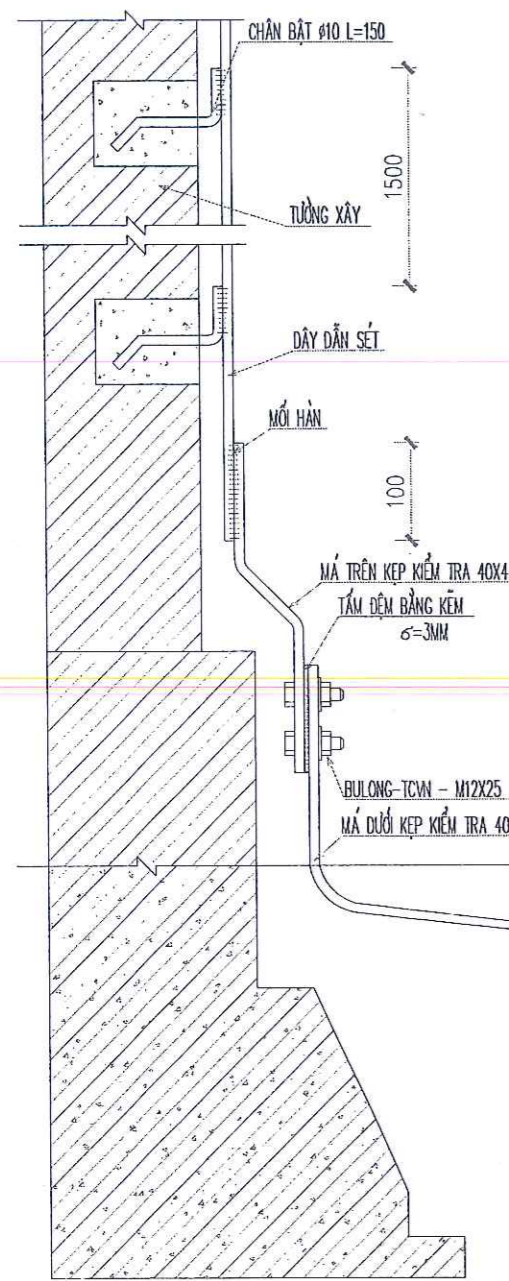 CHÂN BẬT ø10 L=150
1500
TƯỜNG XÂY
DÂY DẪN SÉT
MỐI HÀN
100
MÁ TRÊN KẸP KIỂM TRA 40X4
TẤM ĐỆM BẰNG KẼM
σ=3MM
BULONG-TCVN - M12X25
MÁ DƯỚI KẸP KIỂM TRA 40